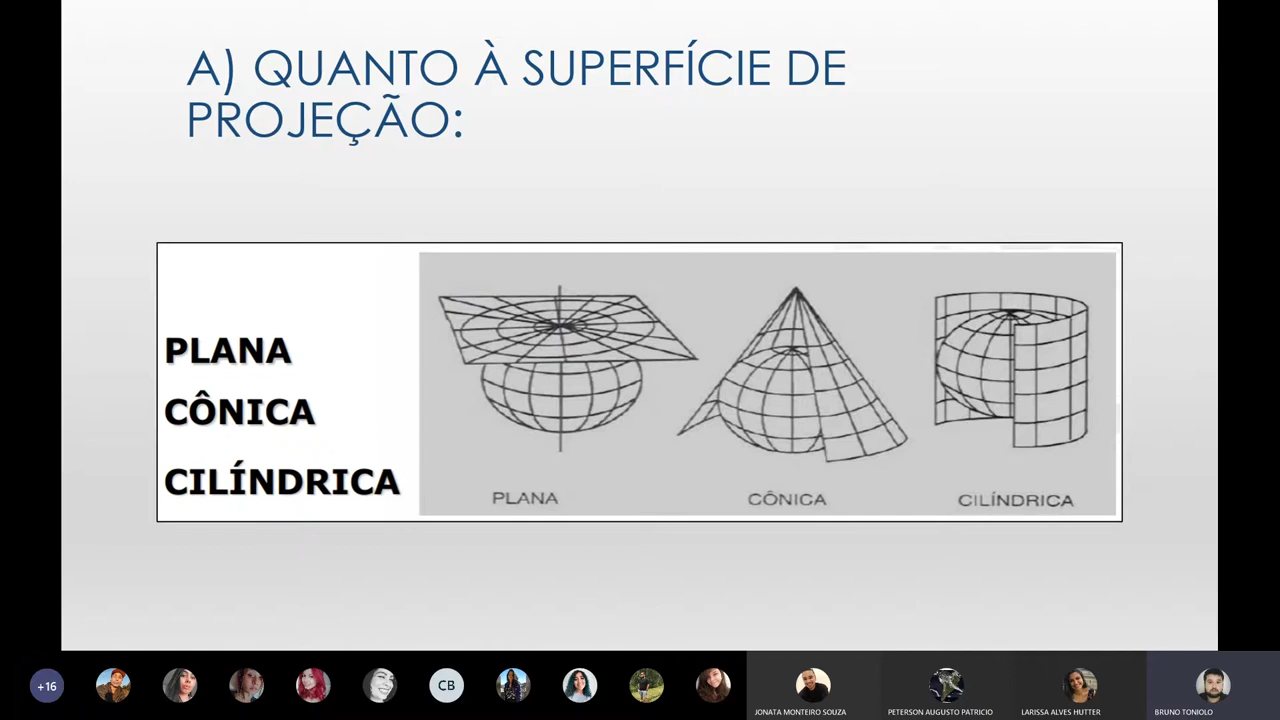 A) QUANTO À SUPERFÍCIE DE
PROJEÇÃO:
PLANA
CÔNICA
CILÍNDRICA
PLANA
CÔNICA
CILÍNDRICA
+16
CB
JONATA MONTEIRO SOUZA
PETERSON AUGUSTO PATRICIO
LARISSA ALVES HUTTER
BRUNO TONIOLO